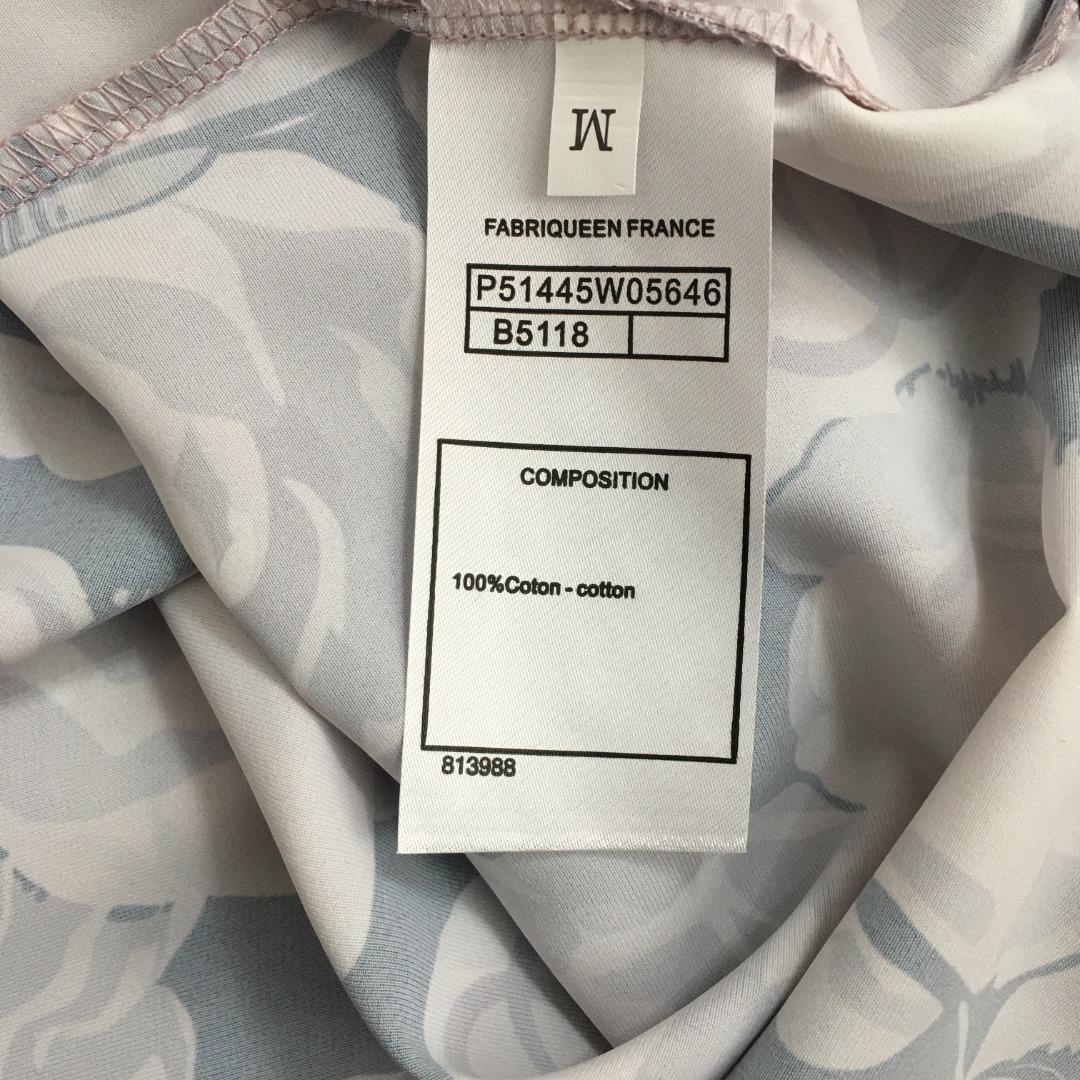 M
FABRIQUEEN FRANCE
P51445W05646
B5118
COMPOSITION
100%Coton - cotton
813988